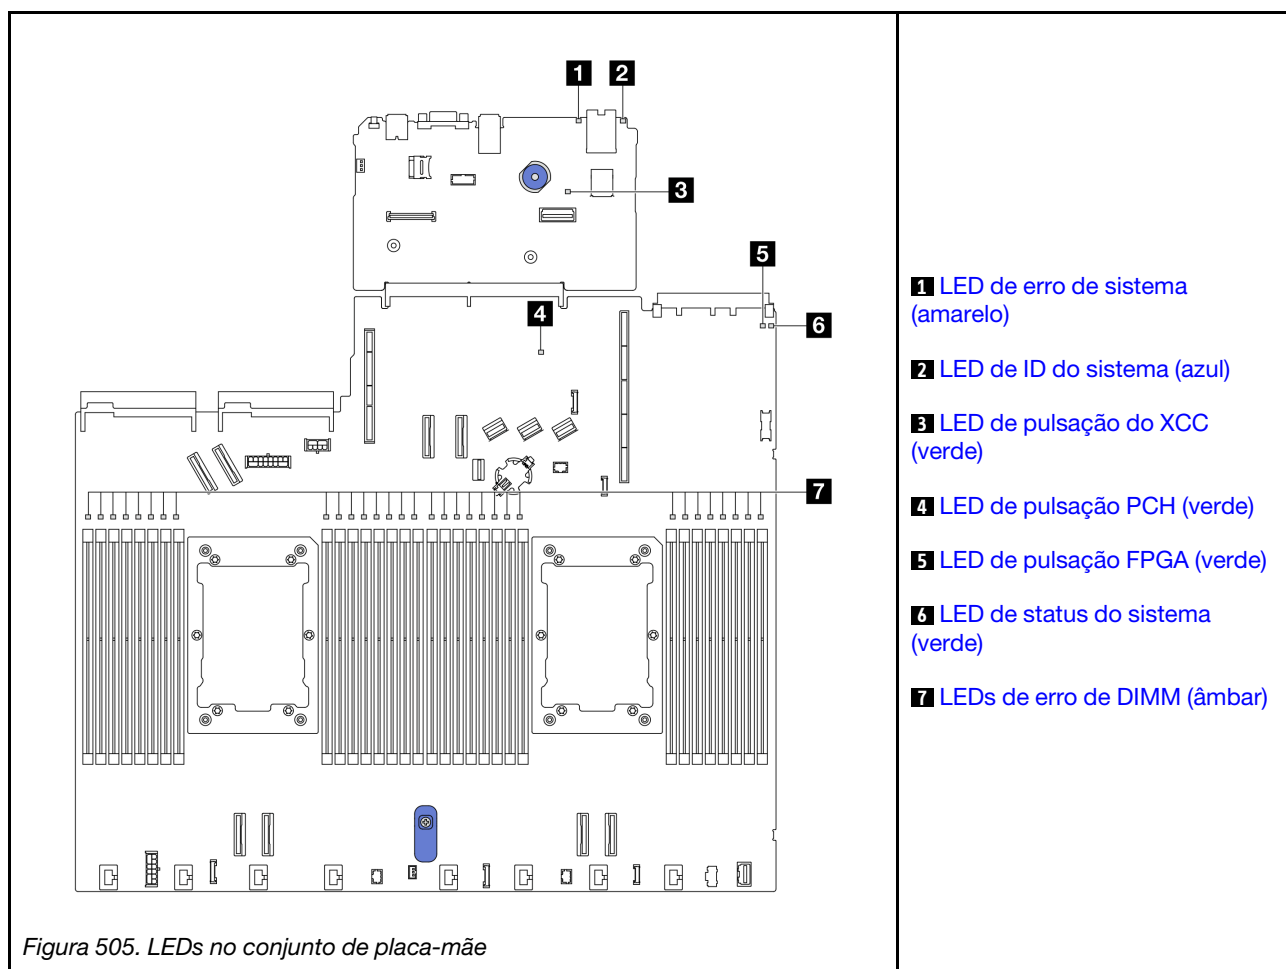 1 2
3
5
4 6
7
1 LED de erro de sistema
(amarelo)
2 LED de ID do sistema (azul)
3 LED de pulsação do XCC
(verde)
4 LED de pulsação PCH (verde)
5 LED de pulsação FPGA (verde)
6 LED de status do sistema
(verde)
7 LEDs de erro de DIMM (âmbar)
Figura 505. LEDs no conjunto de placa-mãe